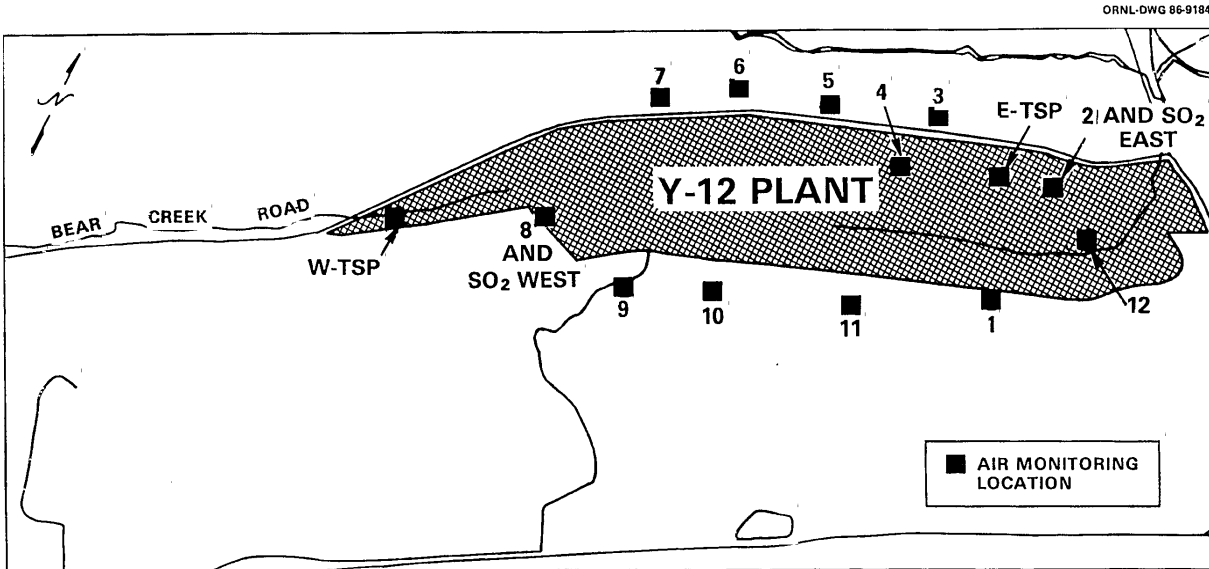 ORNL-DWG 86-9184
N
7
6
5
4
3
E-TSP
2 AND SO₂
EAST
Y-12 PLANT
BEAR CREEK ROAD
W-TSP
8
AND
SO₂ WEST
9
10
11
1
12
AIR MONITORING
LOCATION